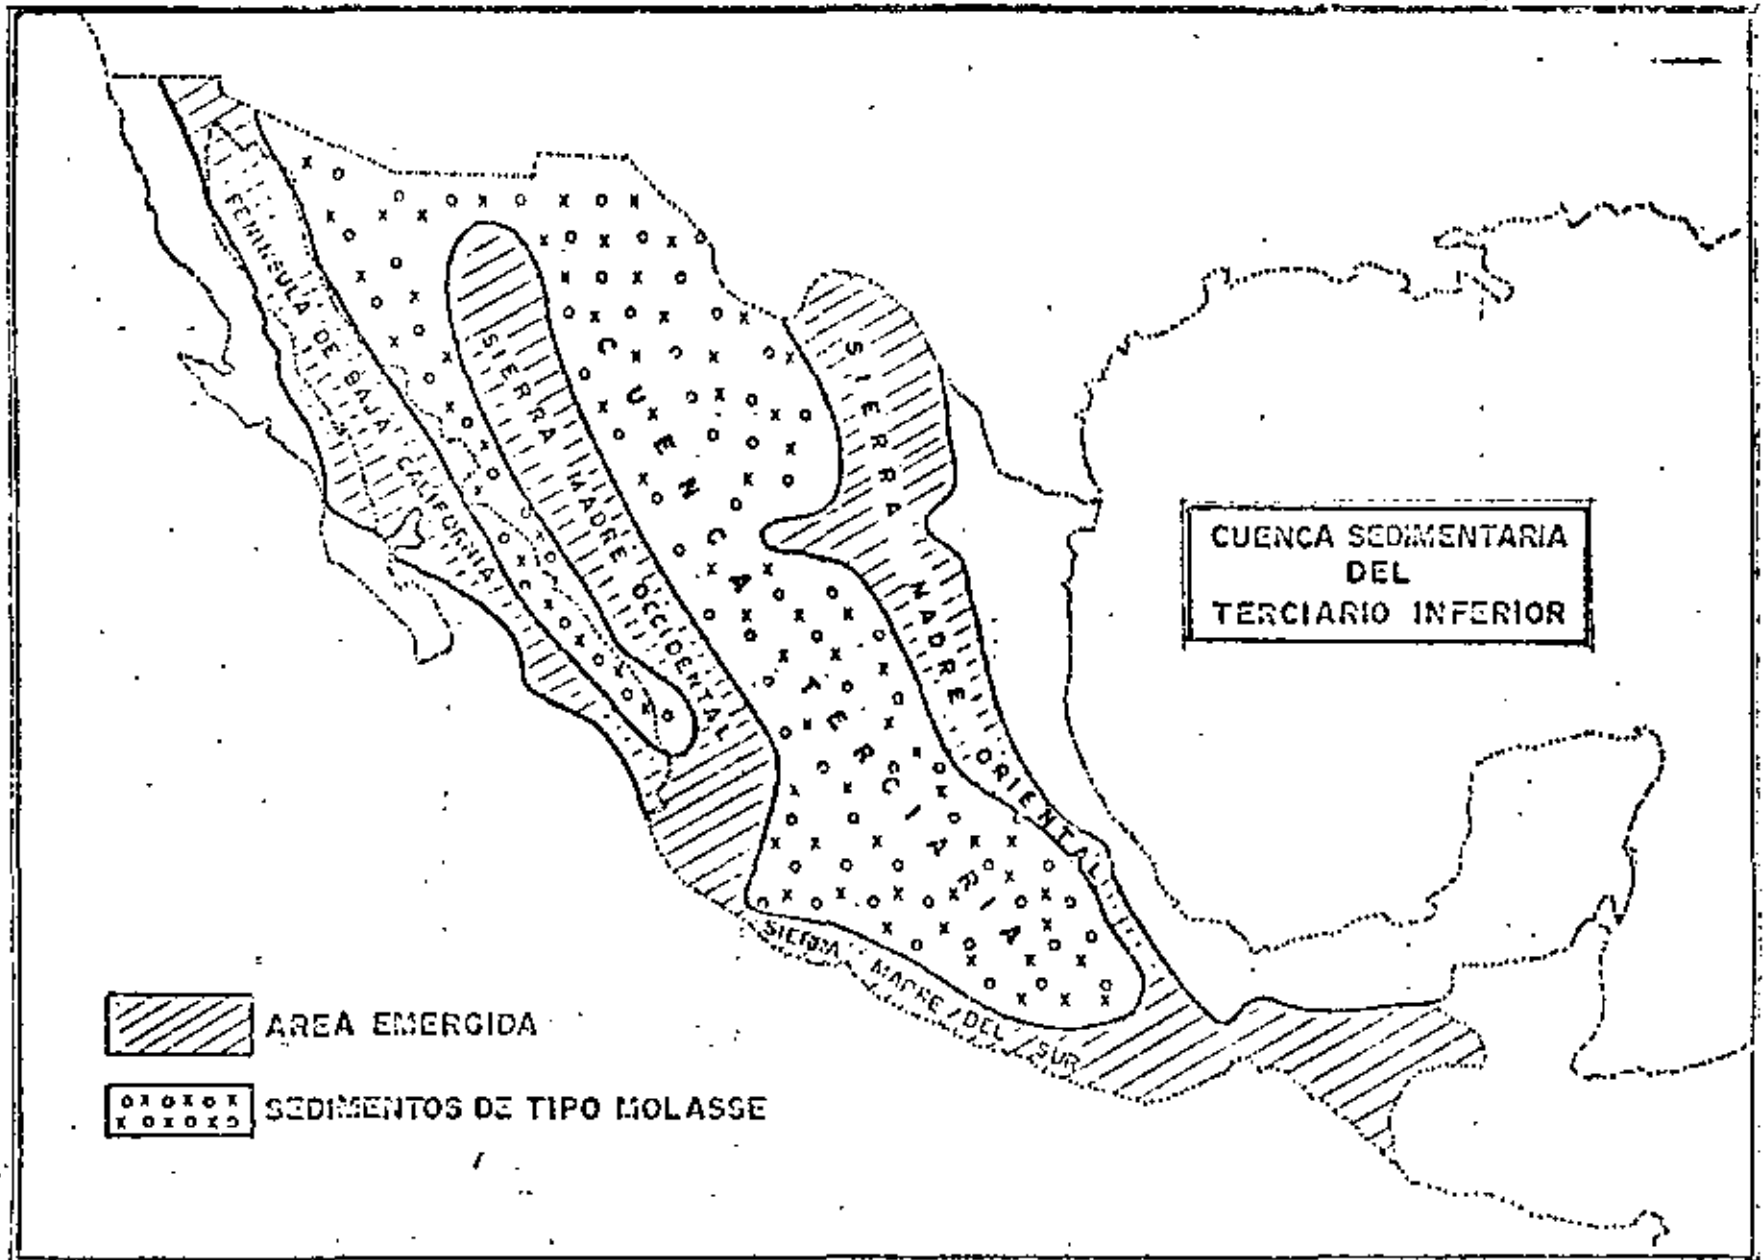 PENINSULA DE BAJA CALIFORNIA
SIERRA MADRE OCCIDENTAL
CUENCA TERCIARIA
SIERRA MADRE ORIENTAL
SIERRA MADRE DEL SUR
CUENCA SEDIMENTARIA
DEL
TERCIARIO INFERIOR
AREA EMERGIDA
SEDIMENTOS DE TIPO MOLASSE